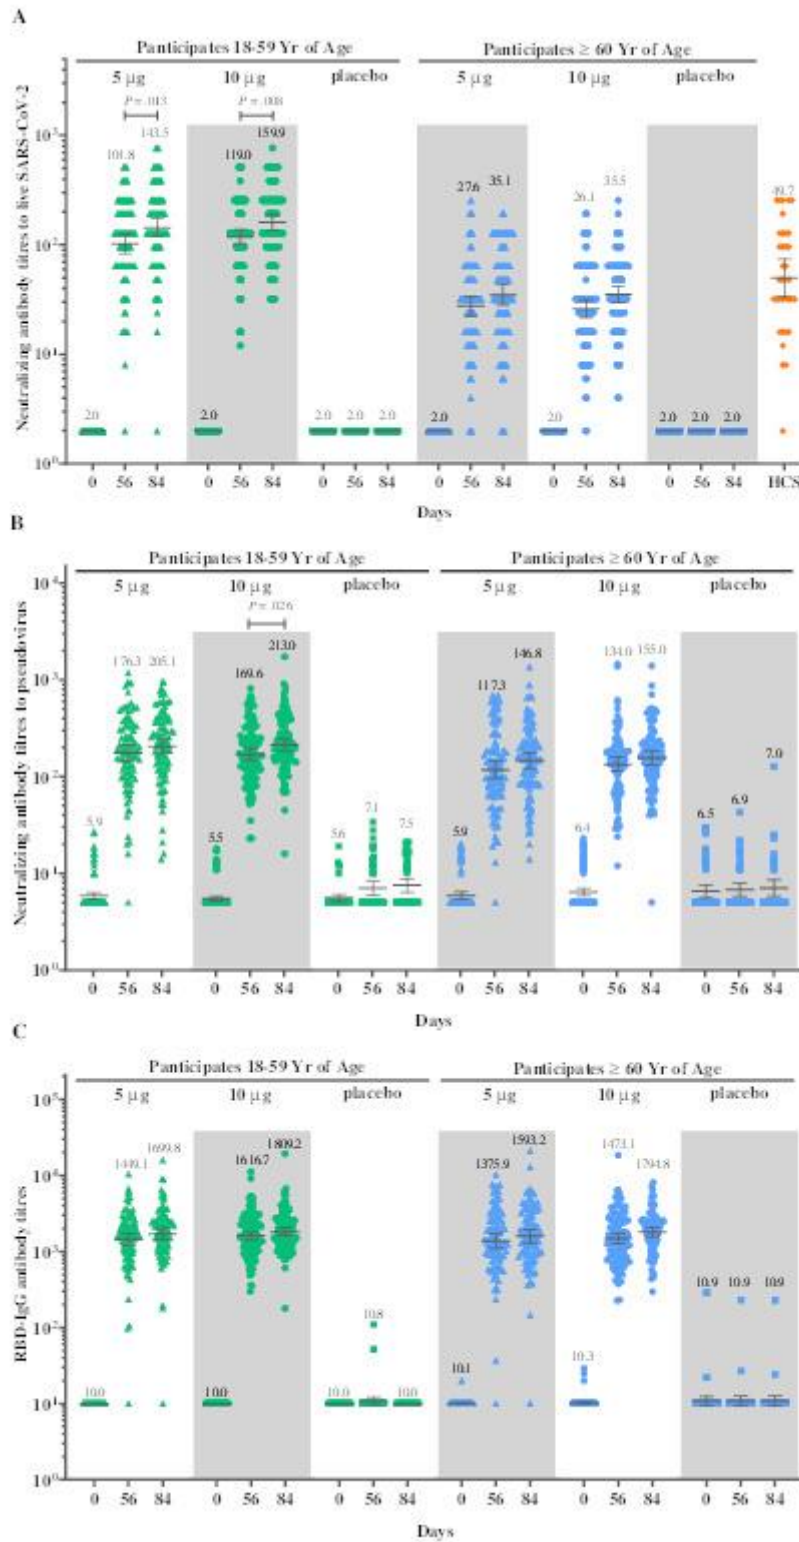 A
Panticipates 18-59 Yr of Age Panticipates ≥ 60 Yr of Age
5 µg 10 µg placebo 5 µg 10 µg placebo
P = .013 P = .008
Neutralizing antibody titres to live SARS-CoV-2
10³
10²
10¹
10⁰
2.0 101.8 143.5 2.0 119.0 159.9 2.0 2.0 2.0 2.0 27.6 35.1 2.0 26.1 35.5 2.0 2.0 2.0 49.7
0 56 84 0 56 84 0 56 84 0 56 84 0 56 84 0 56 84 HCS
Days
B
Panticipates 18-59 Yr of Age Panticipates ≥ 60 Yr of Age
5 µg 10 µg placebo 5 µg 10 µg placebo
P = .026
Neutralizing antibody titres to pseudovirus
10⁴
10³
10²
10¹
10⁰
5.9 176.3 205.1 5.5 169.6 213.0 5.6 7.1 7.5 5.9 117.3 146.8 6.4 134.0 155.0 6.5 6.9 7.0
0 56 84 0 56 84 0 56 84 0 56 84 0 56 84 0 56 84
Days
C
Panticipates 18-59 Yr of Age Panticipates ≥ 60 Yr of Age
5 µg 10 µg placebo 5 µg 10 µg placebo
RBD-IgG antibody titres
10⁵
10⁴
10³
10²
10¹
10⁰
10.0 1449.1 1699.8 10.0 1616.7 1809.2 10.0 10.8 10.0 10.1 1375.9 1593.2 10.3 1473.1 1794.8 10.9 10.9 10.9
0 56 84 0 56 84 0 56 84 0 56 84 0 56 84 0 56 84
Days